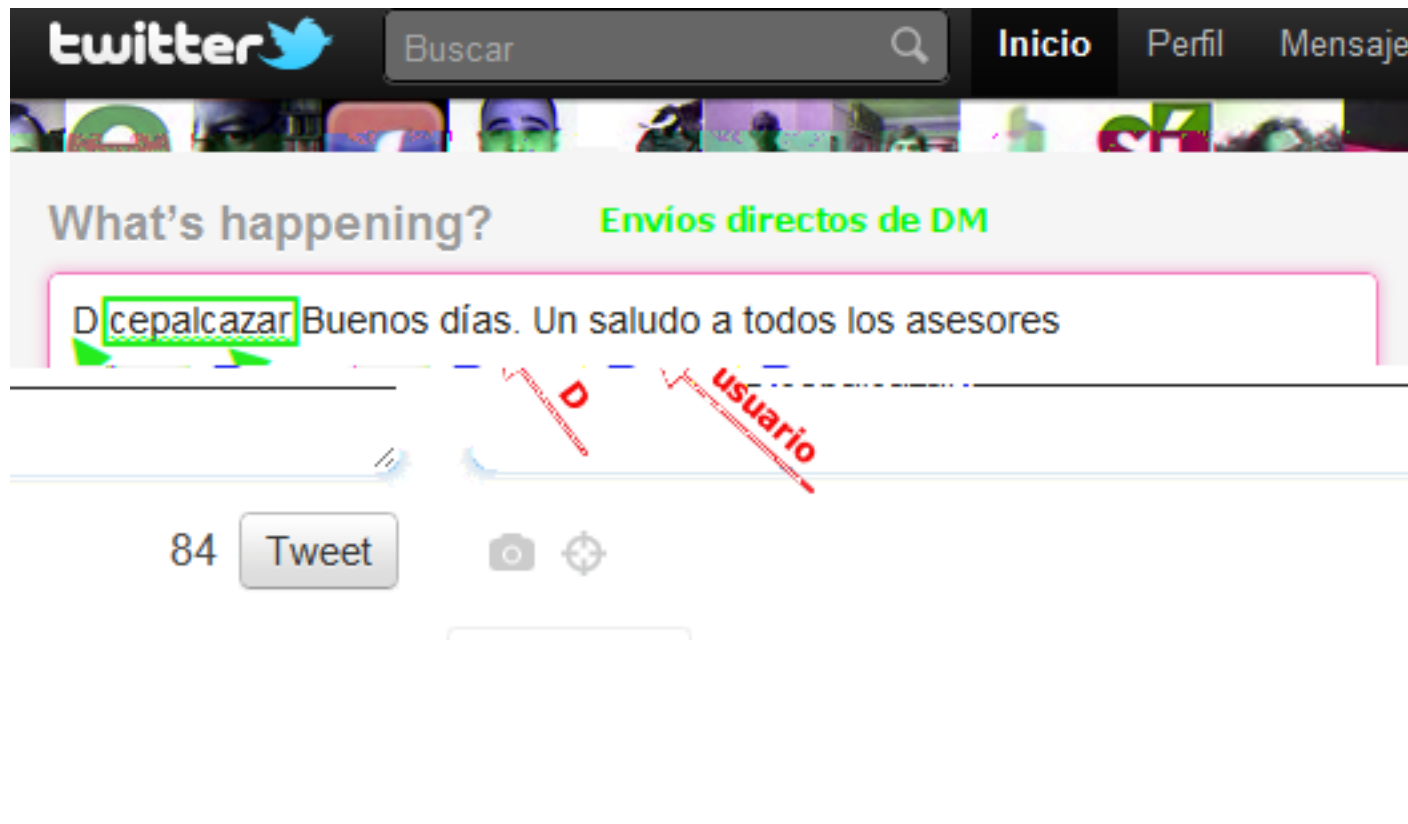 twitter Buscar Inicio Perfil Mensaje
sí
What's happening? Envíos directos de DM
D cepalcazar Buenos días. Un saludo a todos los asesores
D usuario
84 Tweet